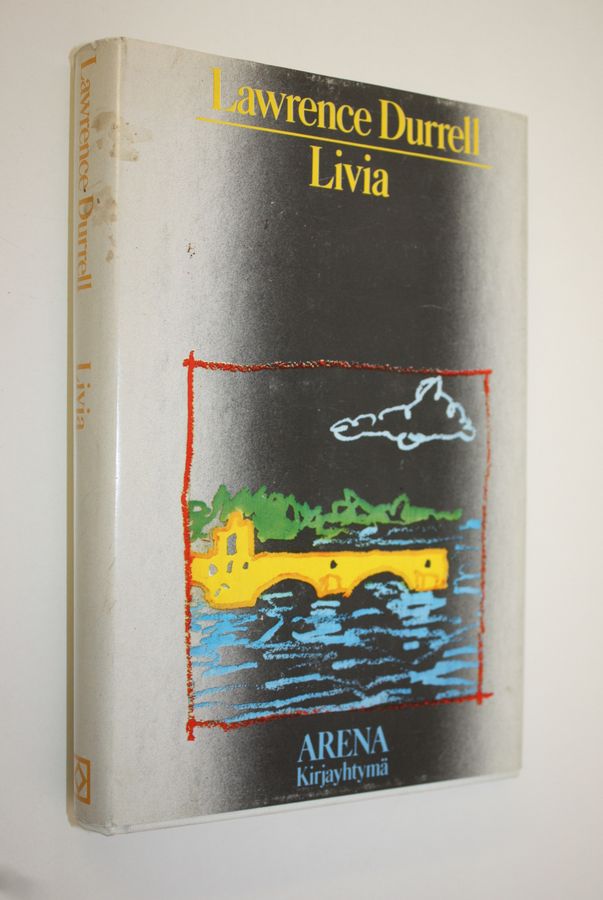 Lawrence Durrell
Livia
ARENA
Kirjayhtymä
Lawrence Durrell Livia